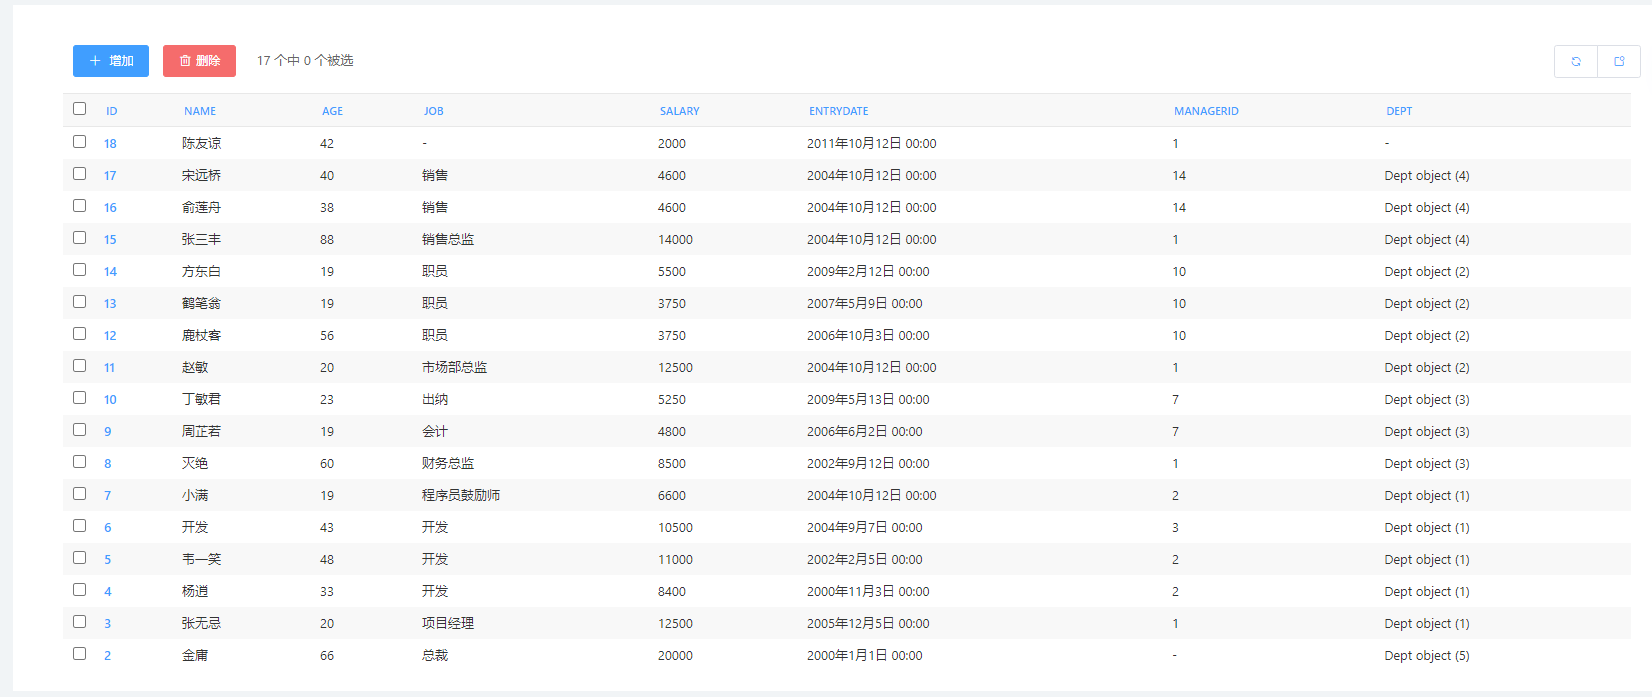 增加 删除 17 个中 0 个被选
ID NAME AGE JOB SALARY ENTRYDATE MANAGERID DEPT
18 陈友谅 42 - 2000 2011年10月12日 00:00 1 -
17 宋远桥 40 销售 4600 2004年10月12日 00:00 14 Dept object (4)
16 俞莲舟 38 销售 4600 2004年10月12日 00:00 14 Dept object (4)
15 张三丰 88 销售总监 14000 2004年10月12日 00:00 1 Dept object (4)
14 方东白 19 职员 5500 2009年2月12日 00:00 10 Dept object (2)
13 鹤笔翁 19 职员 3750 2007年5月9日 00:00 10 Dept object (2)
12 鹿杖客 56 职员 3750 2006年10月3日 00:00 10 Dept object (2)
11 赵敏 20 市场部总监 12500 2004年10月12日 00:00 1 Dept object (2)
10 丁敏君 23 出纳 5250 2009年5月13日 00:00 7 Dept object (3)
9 周芷若 19 会计 4800 2006年6月2日 00:00 7 Dept object (3)
8 灭绝 60 财务总监 8500 2002年9月12日 00:00 1 Dept object (3)
7 小满 19 程序员鼓励师 6600 2004年10月12日 00:00 2 Dept object (1)
6 开发 43 开发 10500 2004年9月7日 00:00 3 Dept object (1)
5 韦一笑 48 开发 11000 2002年2月5日 00:00 2 Dept object (1)
4 杨逍 33 开发 8400 2000年11月3日 00:00 2 Dept object (1)
3 张无忌 20 项目经理 12500 2005年12月5日 00:00 1 Dept object (1)
2 金庸 66 总裁 20000 2000年1月1日 00:00 - Dept object (5)